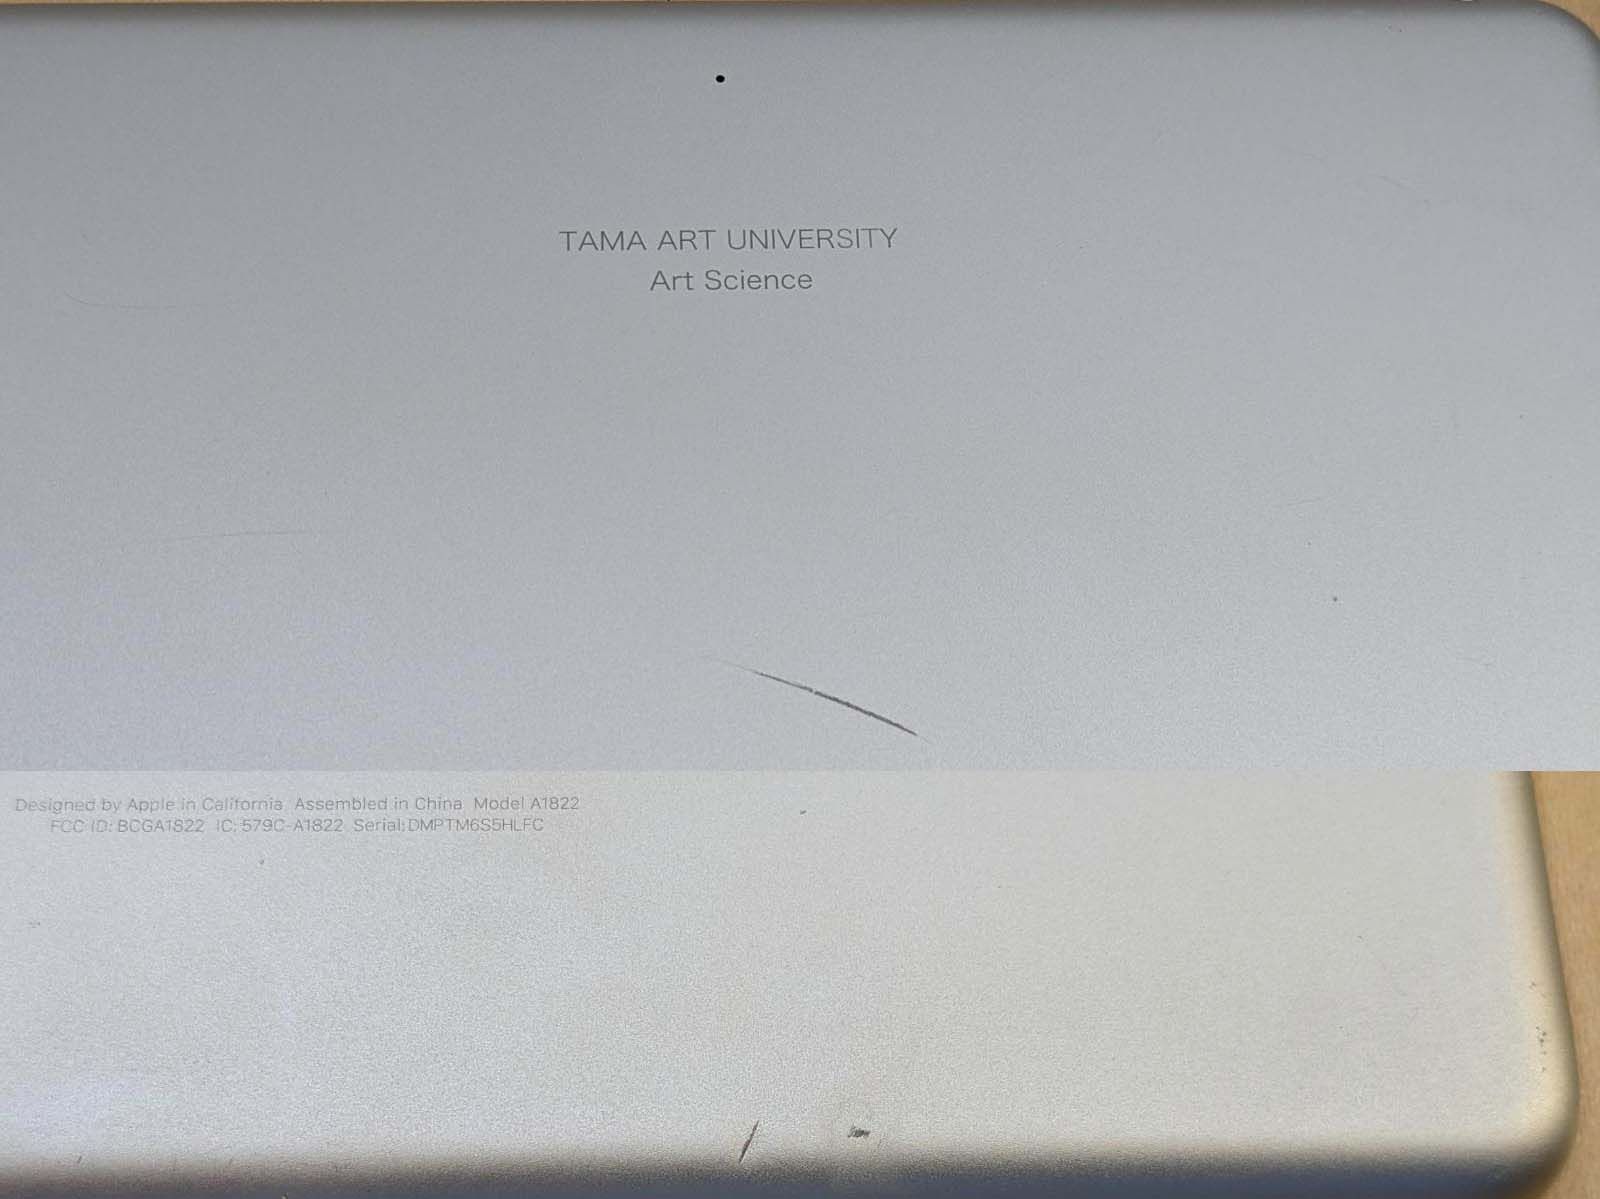 TAMA ART UNIVERSITY
Art Science
Designed by Apple in California Assembled in China Model A1822
FCC ID: BCGA1822 IC: 579C-A1822 Serial: DMPTM6S5HLFC